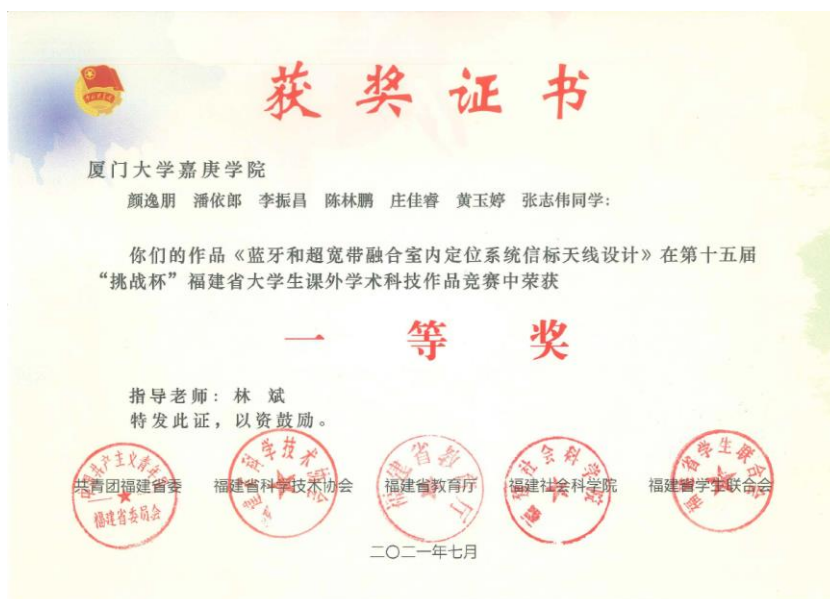 获奖证书
厦门大学嘉庚学院
颜逸朋 潘依郎 李振昌 陈林鹏 庄佳睿 黄玉婷 张志伟同学：
你们的作品《蓝牙和超宽带融合室内定位系统信标天线设计》在第十五届
“挑战杯”福建省大学生课外学术科技作品竞赛中荣获
一等奖
指导老师：林 斌
特发此证，以资鼓励。
共青团福建省委 福建省科学技术协会 福建省教育厅 福建社会科学院 福建省学生联合会
福建省委员会
二〇二一年七月